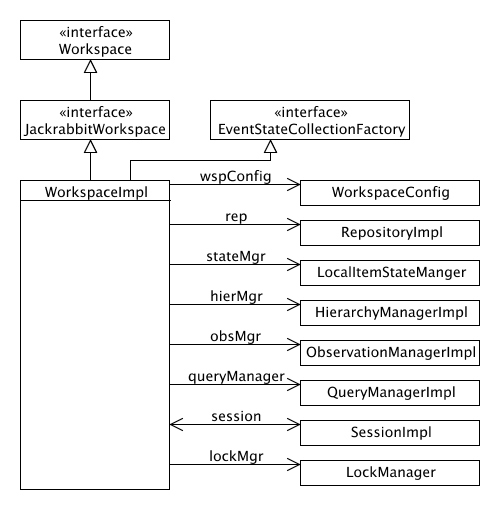 «interface»
Workspace
«interface»
JackrabbitWorkspace
«interface»
EventStateCollectionFactory
WorkspaceImpl
wspConfig
WorkspaceConfig
rep
RepositoryImpl
stateMgr
LocalItemStateManger
hierMgr
HierarchyManagerImpl
obsMgr
ObservationManagerImpl
queryManager
QueryManagerImpl
session
SessionImpl
lockMgr
LockManager